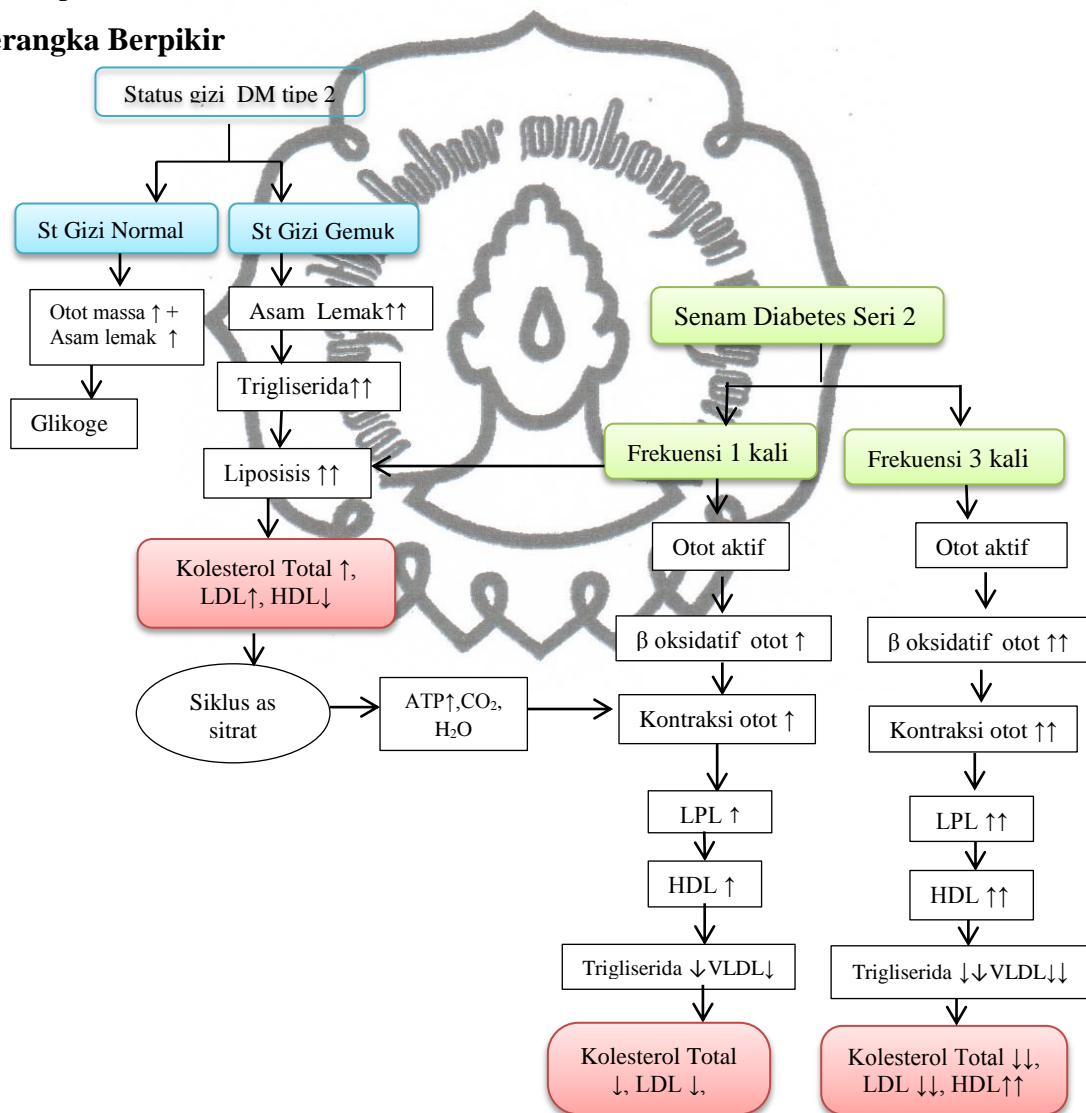 erangka Berpikir
Status gizi DM tipe 2
St Gizi Normal
St Gizi Gemuk
Otot massa ↑ +
Asam lemak ↑
Asam Lemak↑↑
Senam Diabetes Seri 2
Trigliserida↑↑
Glikoge
Frekuensi 1 kali
Frekuensi 3 kali
Liposisis ↑↑
Otot aktif
Otot aktif
Kolesterol Total ↑,
LDL↑, HDL↓
β oksidatif otot ↑
β oksidatif otot ↑↑
Siklus as
sitrat
ATP↑,CO₂,
H₂O
Kontraksi otot ↑
Kontraksi otot ↑↑
LPL ↑
LPL ↑↑
HDL ↑
HDL ↑↑
Trigliserida ↓VLDL↓
Trigliserida ↓↓VLDL↓↓
Kolesterol Total
↓, LDL ↓,
Kolesterol Total ↓↓,
LDL ↓↓, HDL↑↑